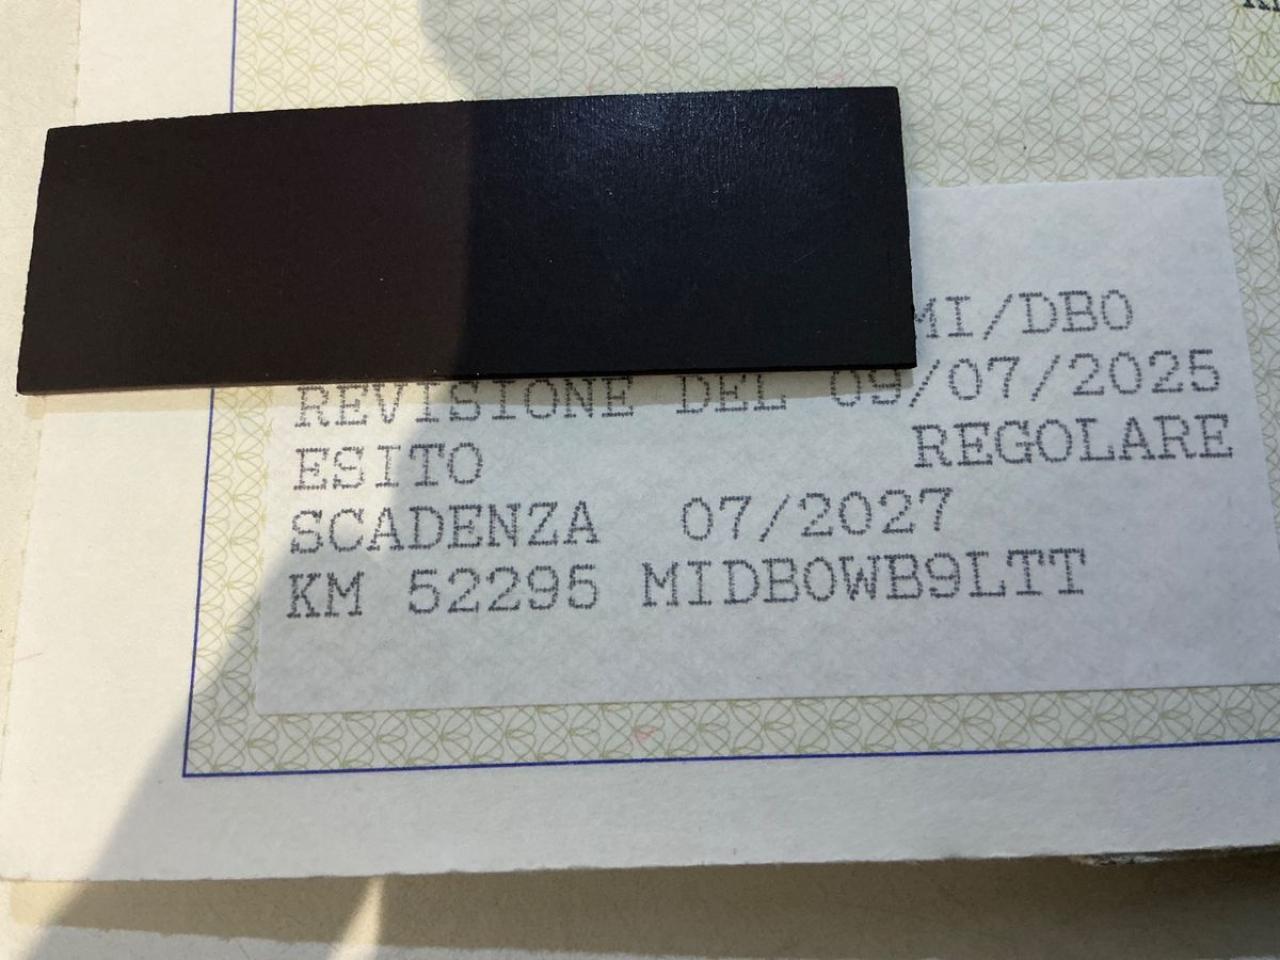 MI/DB0
REVISIONE DEL 09/07/2025
ESITO REGOLARE
SCADENZA 07/2027
KM 52295 MIDB0WB9LTT